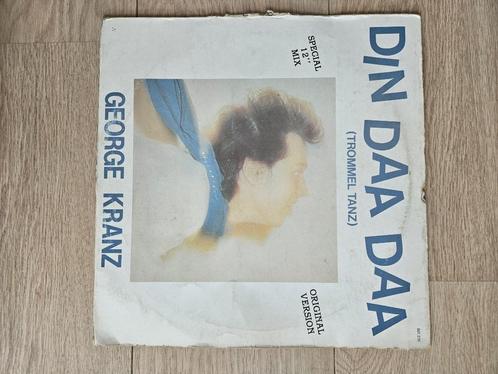 DIN DAA DAA
(TROMMEL TANZ)
SPECIAL
12"
MIX
ORIGINAL
VERSION
GEORGE KRANZ